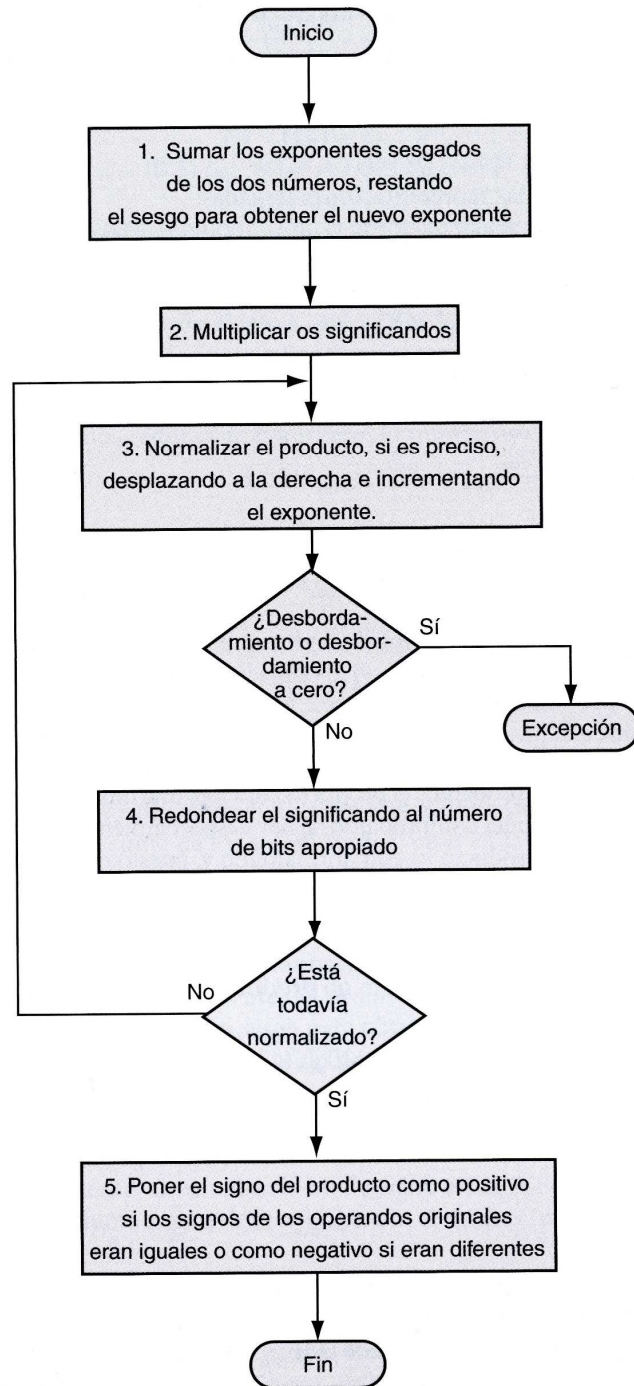 Inicio
1. Sumar los exponentes sesgados
de los dos números, restando
el sesgo para obtener el nuevo exponente
2. Multiplicar os significandos
3. Normalizar el producto, si es preciso,
desplazando a la derecha e incrementando
el exponente.
¿Desborda-
miento o desbor-
damiento
a cero?
Sí
Excepción
No
4. Redondear el significando al número
de bits apropiado
¿Está
todavía
normalizado?
No
Sí
5. Poner el signo del producto como positivo
si los signos de los operandos originales
eran iguales o como negativo si eran diferentes
Fin